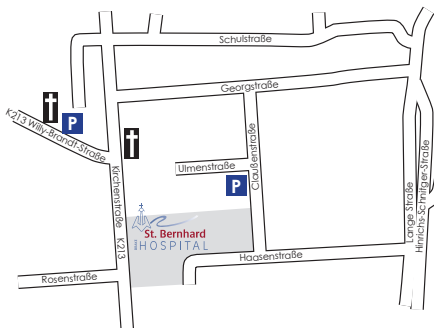 Schulstraße
Georgstraße
K213 Willy-Brandt-Straße
P
Claußenstraße
Ulmenstraße
P
Kirchenstraße K213
St. Bernhard
HOSPITAL
Haasenstraße
Rosenstraße
Lange Straße
Hinrichs-Schnitger-Straße